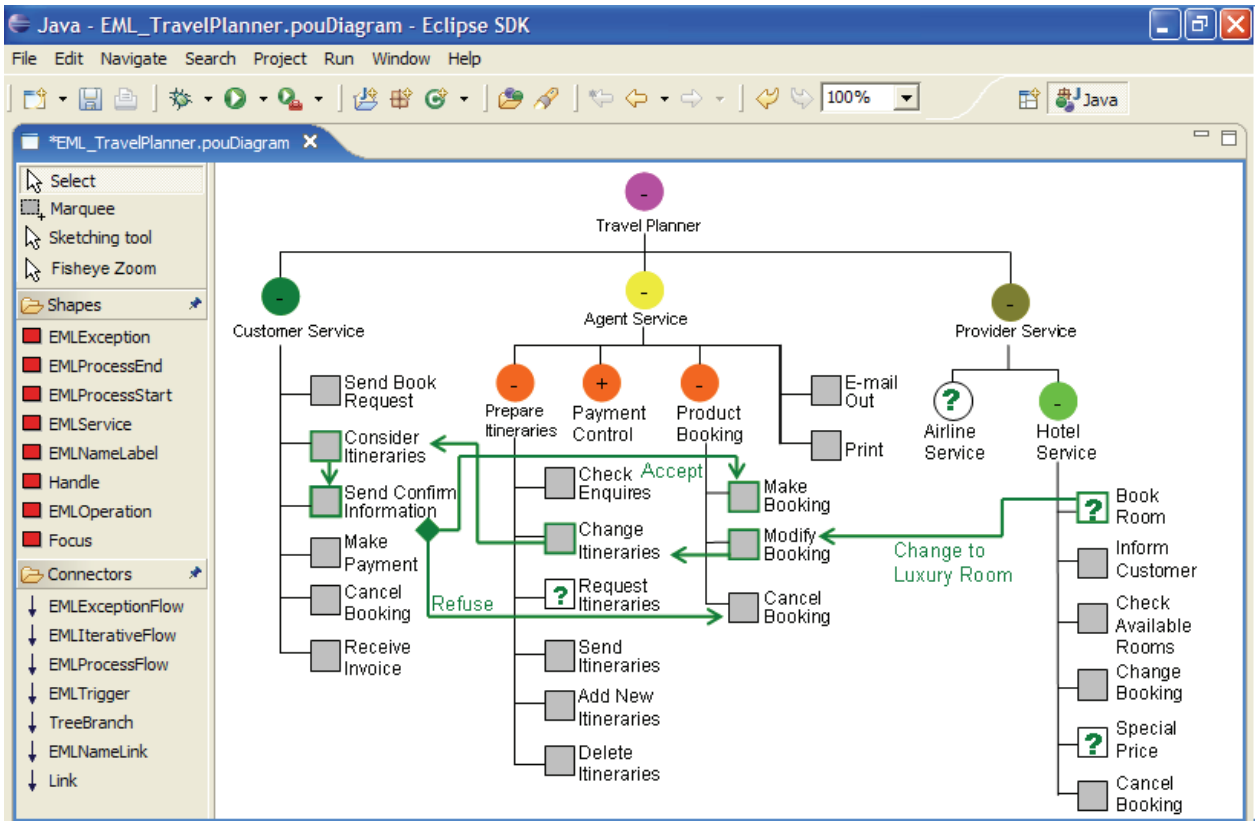 Java - EML_TravelPlanner.pouDiagram - Eclipse SDK
File Edit Navigate Search Project Run Window Help
100%
Java
*EML_TravelPlanner.pouDiagram
Select
Marquee
Sketching tool
Fisheye Zoom
Shapes
EMLException
EMLProcessEnd
EMLProcessStart
EMLService
EMLNameLabel
Handle
EMLOperation
Focus
Connectors
EMLExceptionFlow
EMLIterativeFlow
EMLProcessFlow
EMLTrigger
TreeBranch
EMLNameLink
Link
-
Travel Planner
-
Customer Service
Send Book
Request
Consider
Itineraries
Send Confirm
Information
Make
Payment
Cancel
Booking
Receive
Invoice
-
Agent Service
-
Prepare
Itineraries
+
Payment
Control
-
Product
Booking
E-mail
Out
Print
Check
Enquires
Change
Itineraries
?
Request
Itineraries
Send
Itineraries
Add New
Itineraries
Delete
Itineraries
Accept
Refuse
Make
Booking
Modify
Booking
Cancel
Booking
Change to
Luxury Room
-
Provider Service
?
Airline
Service
-
Hotel
Service
?
Book
Room
Inform
Customer
Check
Available
Rooms
Change
Booking
?
Special
Price
Cancel
Booking